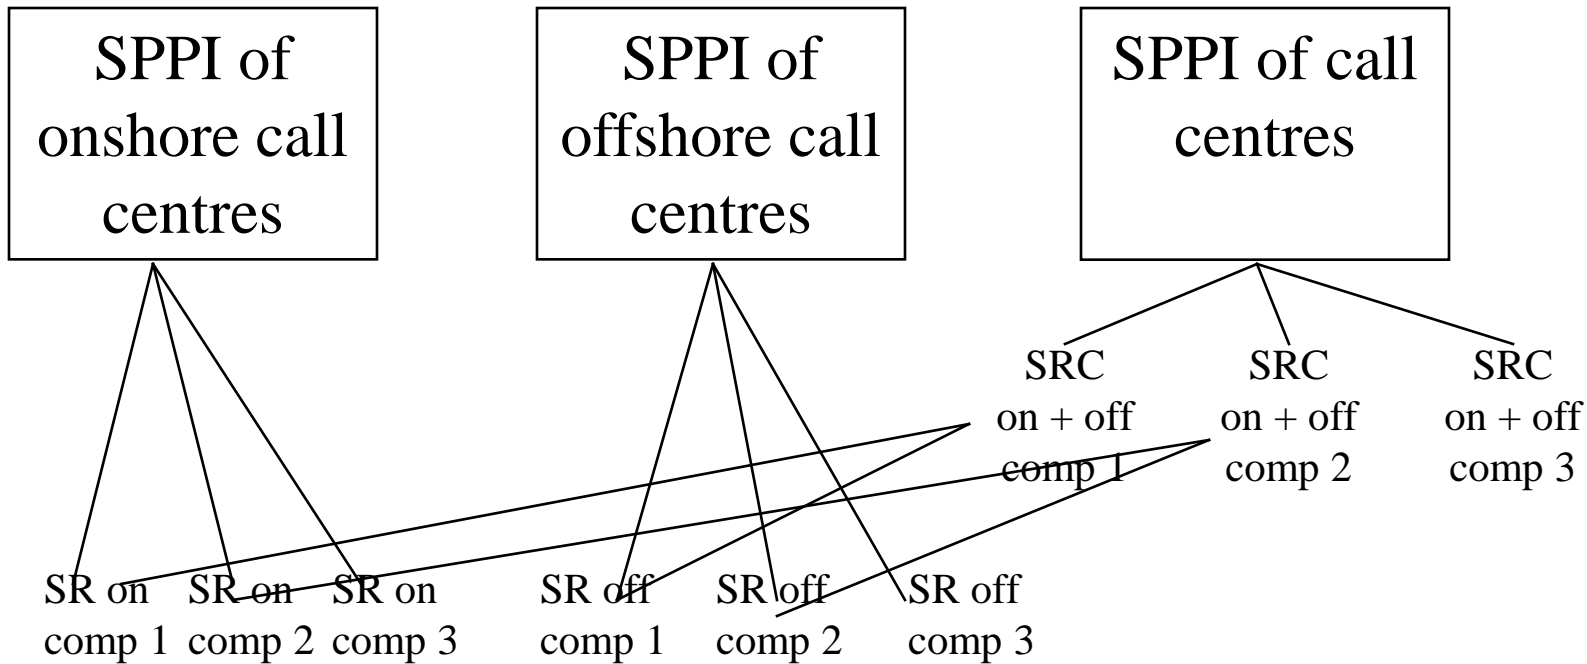 SPPI of
onshore call
centres
SPPI of
offshore call
centres
SPPI of call
centres
SRC
on + off
comp 1
SRC
on + off
comp 2
SRC
on + off
comp 3
SR on
comp 1
SR on
comp 2
SR on
comp 3
SR off
comp 1
SR off
comp 2
SR off
comp 3